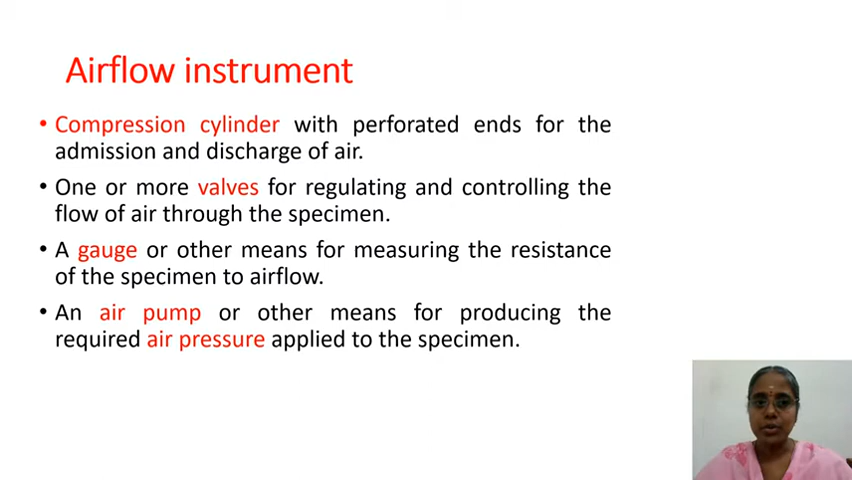 Airflow instrument
• Compression cylinder with perforated ends for the
admission and discharge of air.
• One or more valves for regulating and controlling the
flow of air through the specimen.
• A gauge or other means for measuring the resistance
of the specimen to airflow.
• An air pump or other means for producing the
required air pressure applied to the specimen.